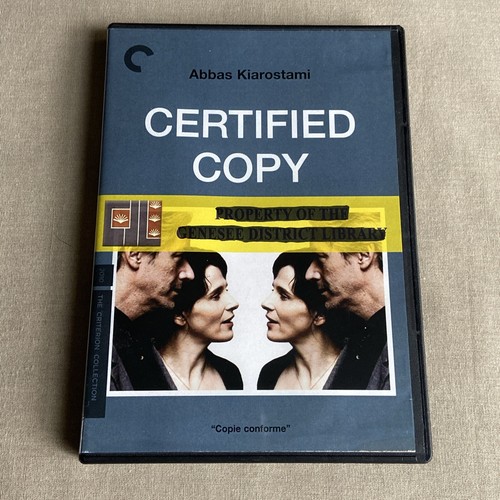 Abbas Kiarostami
CERTIFIED
COPY
PROPERTY OF THE
GENESEE DISTRICT LIBRARY
THE CRITERION COLLECTION
"Copie conforme"